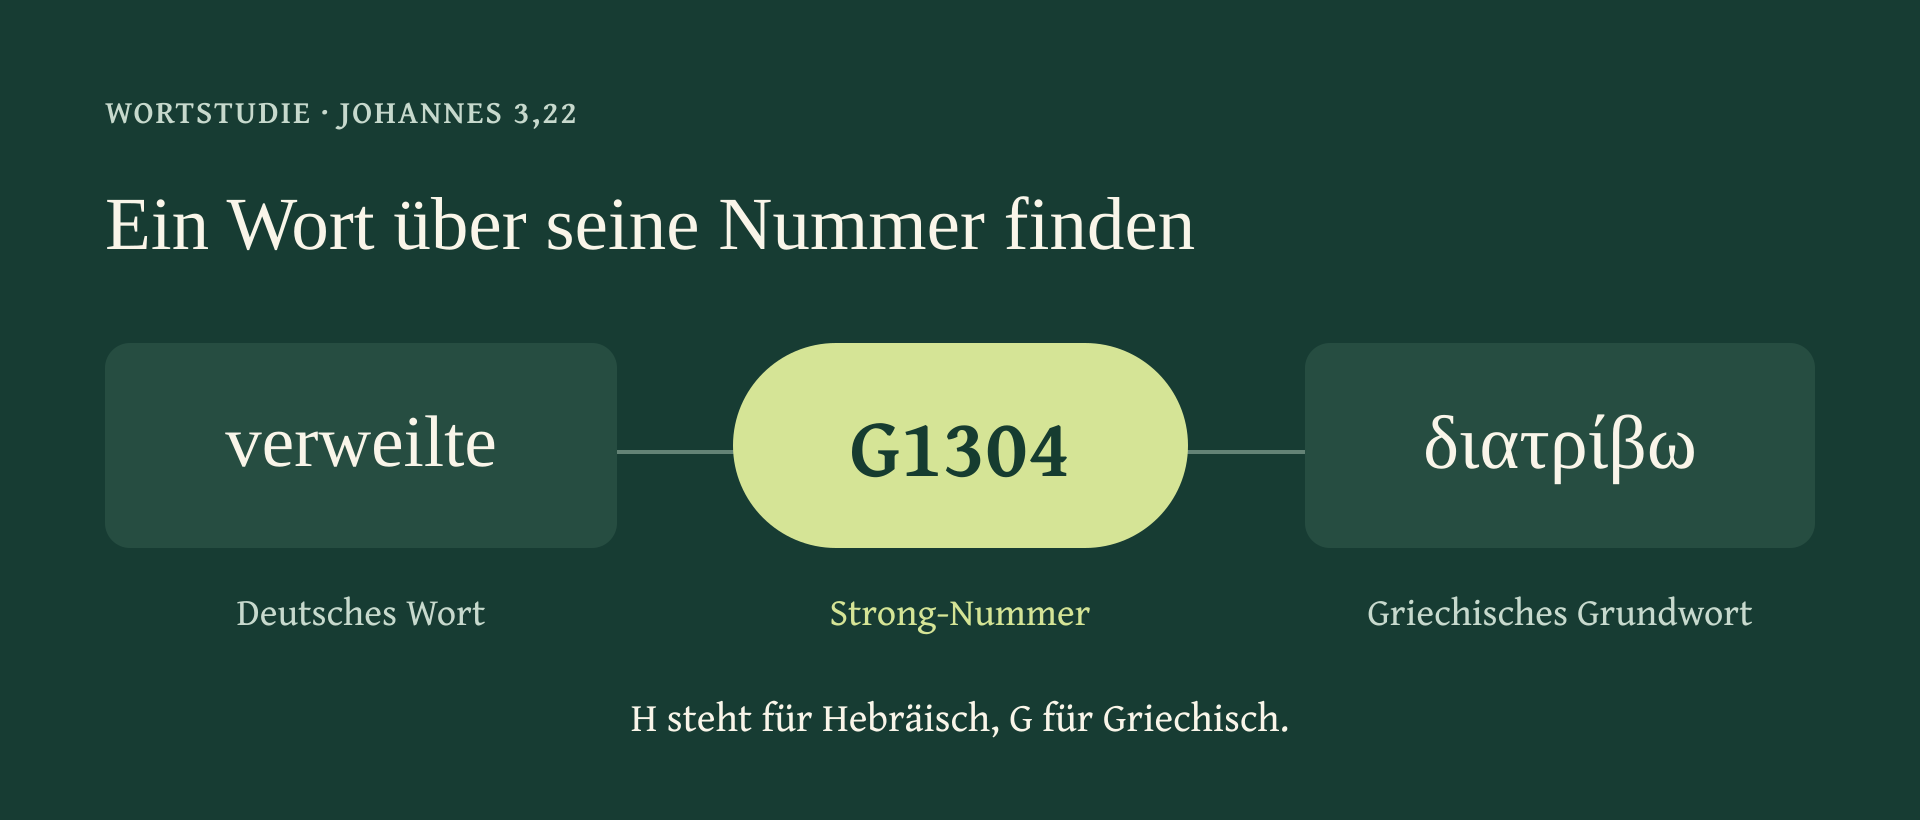 WORTSTUDIE · JOHANNES 3,22
Ein Wort über seine Nummer finden
verweilte
G1304
διατρίβω
Deutsches Wort
Strong-Nummer
Griechisches Grundwort
H steht für Hebräisch, G für Griechisch.